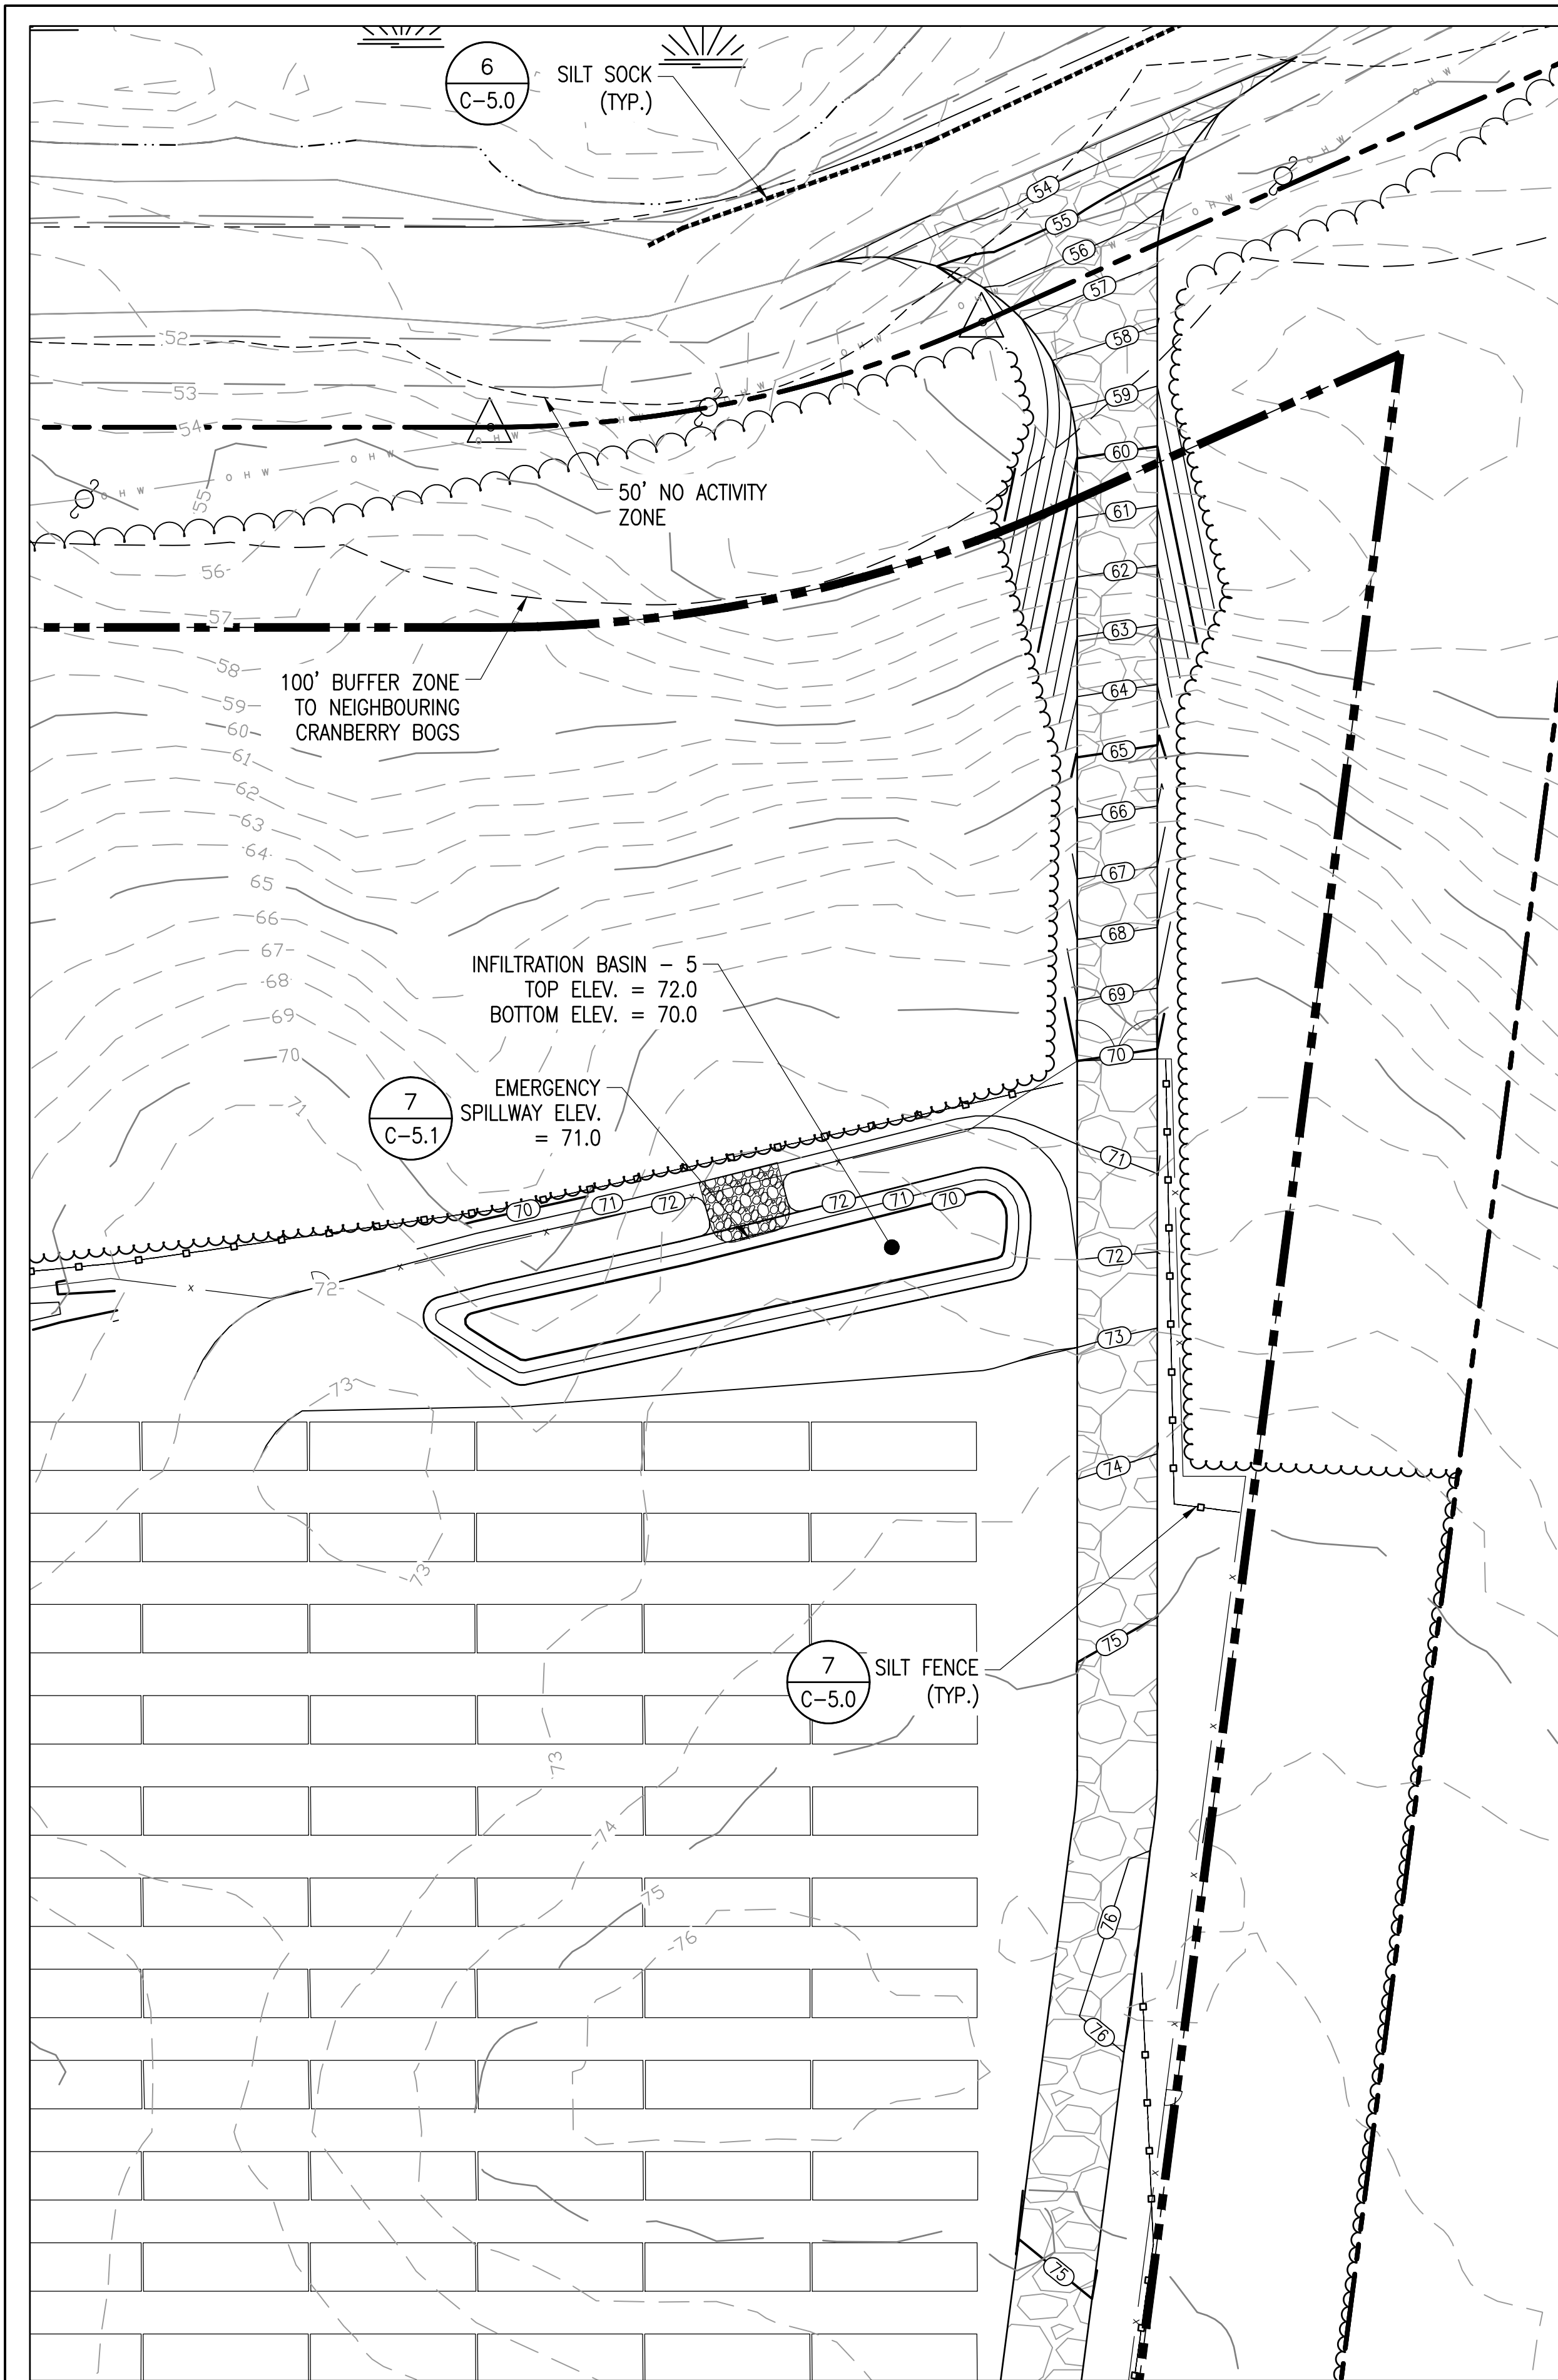 6
C-5.0
SILT SOCK
(TYP.)
54
55
56
57
58
59
60
61
62
63
64
65
66
67
68
69
70
71
72
73
74
75
76
76
75
52
53
54
55
O H W
O H W
O H W
O H W
O H W
O H W
O H W
O H W
O H W
O H W
50' NO ACTIVITY
ZONE
56
57
58
59
60
61
62
63
64
65
66
67
68
69
70
71
100' BUFFER ZONE
TO NEIGHBOURING
CRANBERRY BOGS
INFILTRATION BASIN - 5
TOP ELEV. = 72.0
BOTTOM ELEV. = 70.0
7
C-5.1
EMERGENCY
SPILLWAY ELEV.
= 71.0
70
71
72
72
71
70
72
73
73
7
C-5.0
SILT FENCE
(TYP.)
73
74
75
76